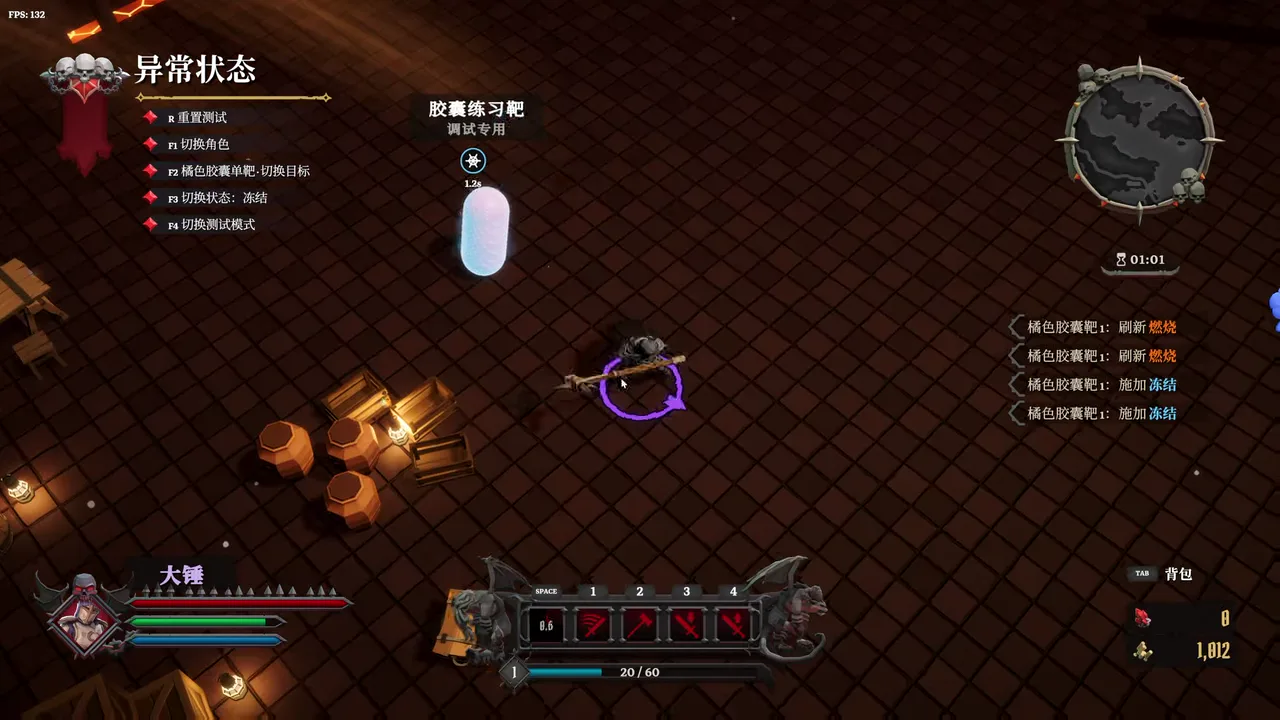 FPS: 132
异常状态
R 重置测试
F1 切换角色
F2 橘色胶囊单靶·切换目标
F3 切换状态：冻结
F4 切换测试模式
胶囊练习靶
调试专用
1.2s
01:01
橘色胶囊靶1：刷新燃烧
橘色胶囊靶1：刷新燃烧
橘色胶囊靶1：施加冻结
橘色胶囊靶1：施加冻结
大锤
SPACE 1 2 3 4
0.6
1 20 / 60
TAB 背包
0
1,012